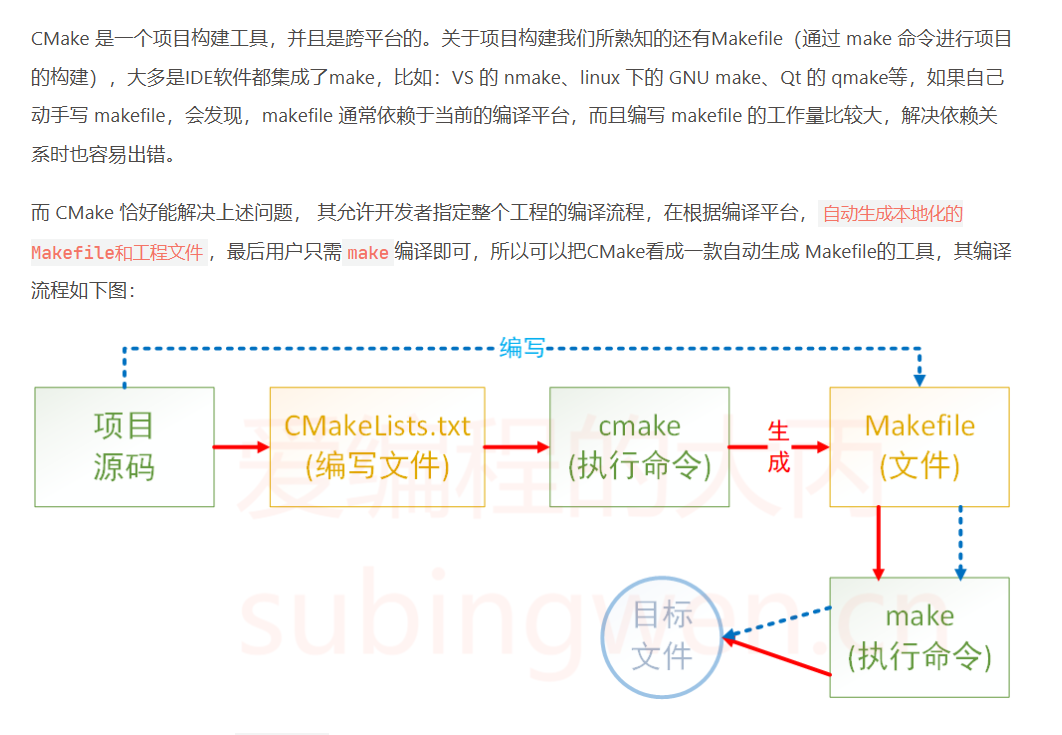 CMake 是一个项目构建工具，并且是跨平台的。关于项目构建我们所熟知的还有Makefile（通过 make 命令进行项目
的构建），大多是IDE软件都集成了make，比如：VS 的 nmake、linux 下的 GNU make、Qt 的 qmake等，如果自己
动手写 makefile，会发现，makefile 通常依赖于当前的编译平台，而且编写 makefile 的工作量比较大，解决依赖关
系时也容易出错。
而 CMake 恰好能解决上述问题， 其允许开发者指定整个工程的编译流程，在根据编译平台， 自动生成本地化的
Makefile和工程文件 ，最后用户只需 make 编译即可，所以可以把CMake看成一款自动生成 Makefile的工具，其编译
流程如下图：
编写
项目
源码
CMakeLists.txt
(编写文件)
cmake
(执行命令)
生
成
Makefile
(文件)
make
(执行命令)
目标
文件
爱编程的大丙
subingwen.cn